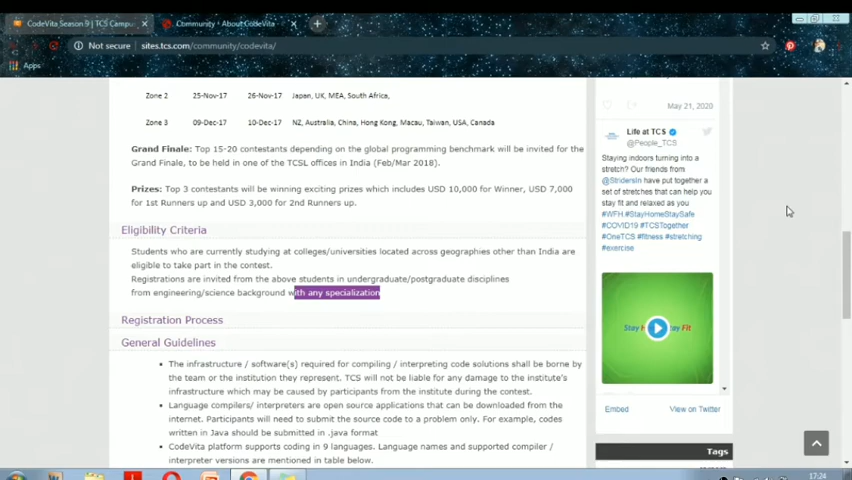 CodeVita Season 9 | TCS Camp
Community - About CodeVita
Not secure
sites.tcs.com/community/codevita/
Apps
Zone 2 25-Nov-17 26-Nov-17 Japan, UK, MEA, South Africa,
Zone 3 09-Dec-17 10-Dec-17 NZ, Australia, China, Hong Kong, Macau, Taiwan, USA, Canada
Grand Finale: Top 15-20 contestants depending on the global programming benchmark will be invited for the
Grand Finale, to be held in one of the TCSL offices in India (Feb/Mar 2018).
Prizes: Top 3 contestants will be winning exciting prizes which includes USD 10,000 for Winner, USD 7,000
for 1st Runners up and USD 3,000 for 2nd Runners up.
Eligibility Criteria
Students who are currently studying at colleges/universities located across geographies other than India are
eligible to take part in the contest.
Registrations are invited from the above students in undergraduate/postgraduate disciplines
from engineering/science background with any specialization
Registration Process
General Guidelines
The infrastructure / software(s) required for compiling / interpreting code solutions shall be borne
by the team or the institution they represent. TCS will not be liable for any damage to the institute's
infrastructure which may be caused by participants from the institute during the contest.
Language compilers/ interpreters are open source applications that can be downloaded from the
internet. Participants will need to submit the source code to a problem only. For example, codes
written in Java should be submitted in .java format
CodeVita platform supports coding in 9 languages. Language names and supported compiler /
interpreter versions are mentioned in table below.
May 21, 2020
Life at TCS
@People_TCS
Staying indoors turning into a
stretch? Our friends from
@StridersIn have put together a
set of stretches that can help you
stay fit and relaxed as you
#WFH #StayHomeStaySafe
#COVID19 #TCSTogether
#OneTCS #fitness #stretching
#exercise
Stay H Stay Fit
Embed
View on Twitter
Tags
17:24